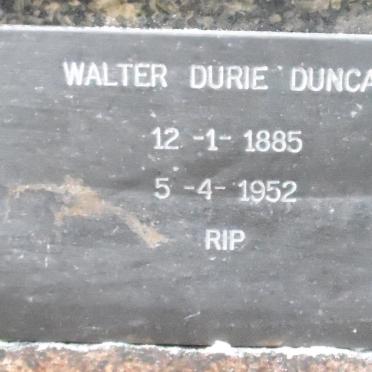 WALTER DURIE DUNCA
12 -1- 1885
5 -4- 1952
RIP